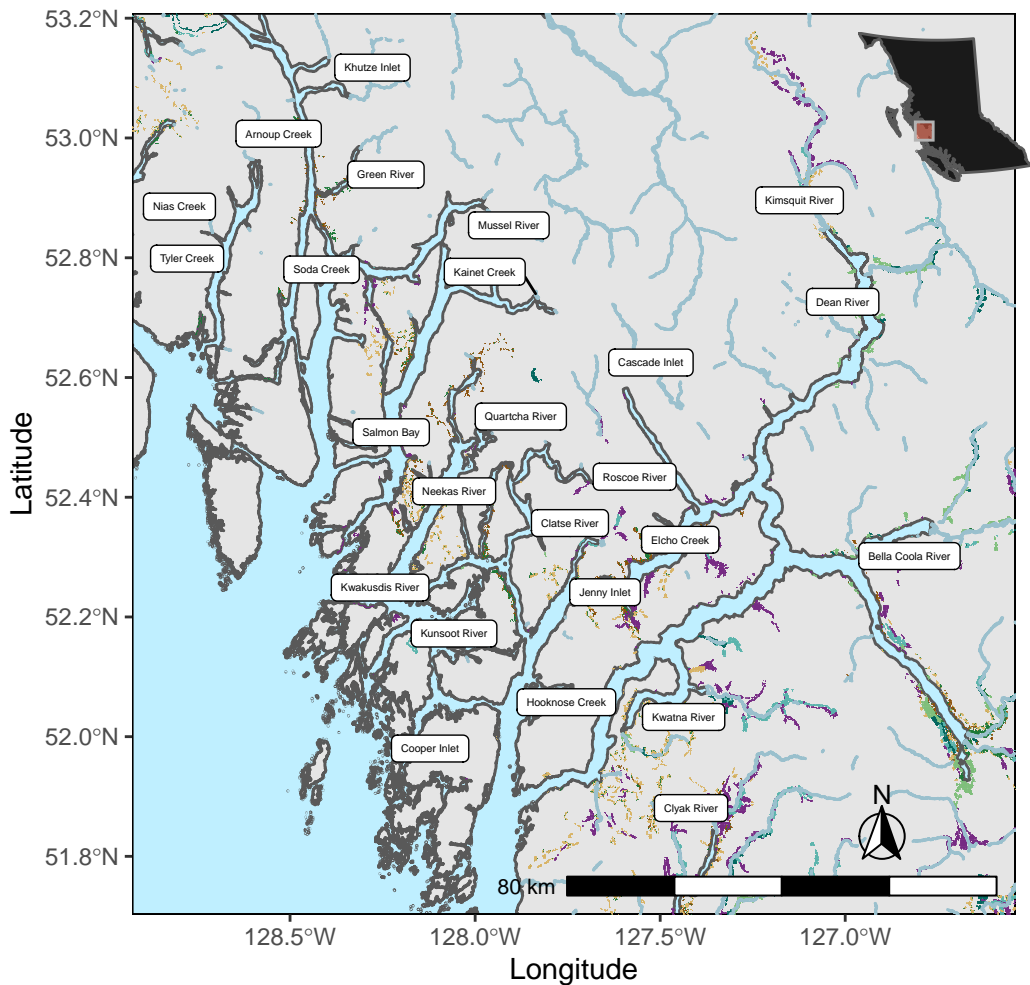 53.2°N
Khutze Inlet
53.0°N
Arnoup Creek
Green River
Kimsquit River
Nias Creek
Mussel River
52.8°N
Tyler Creek
Soda Creek
Kainet Creek
Dean River
52.6°N
Cascade Inlet
Quartcha River
Salmon Bay
52.4°N
Neekas River
Roscoe River
Clatse River
Elcho Creek
Bella Coola River
Kwakusdis River
Jenny Inlet
52.2°N
Kunsoot River
Hooknose Creek
Kwatna River
52.0°N
Cooper Inlet
Clyak River
N
51.8°N
80 km
128.5°W
128.0°W
127.5°W
127.0°W
Longitude
Latitude